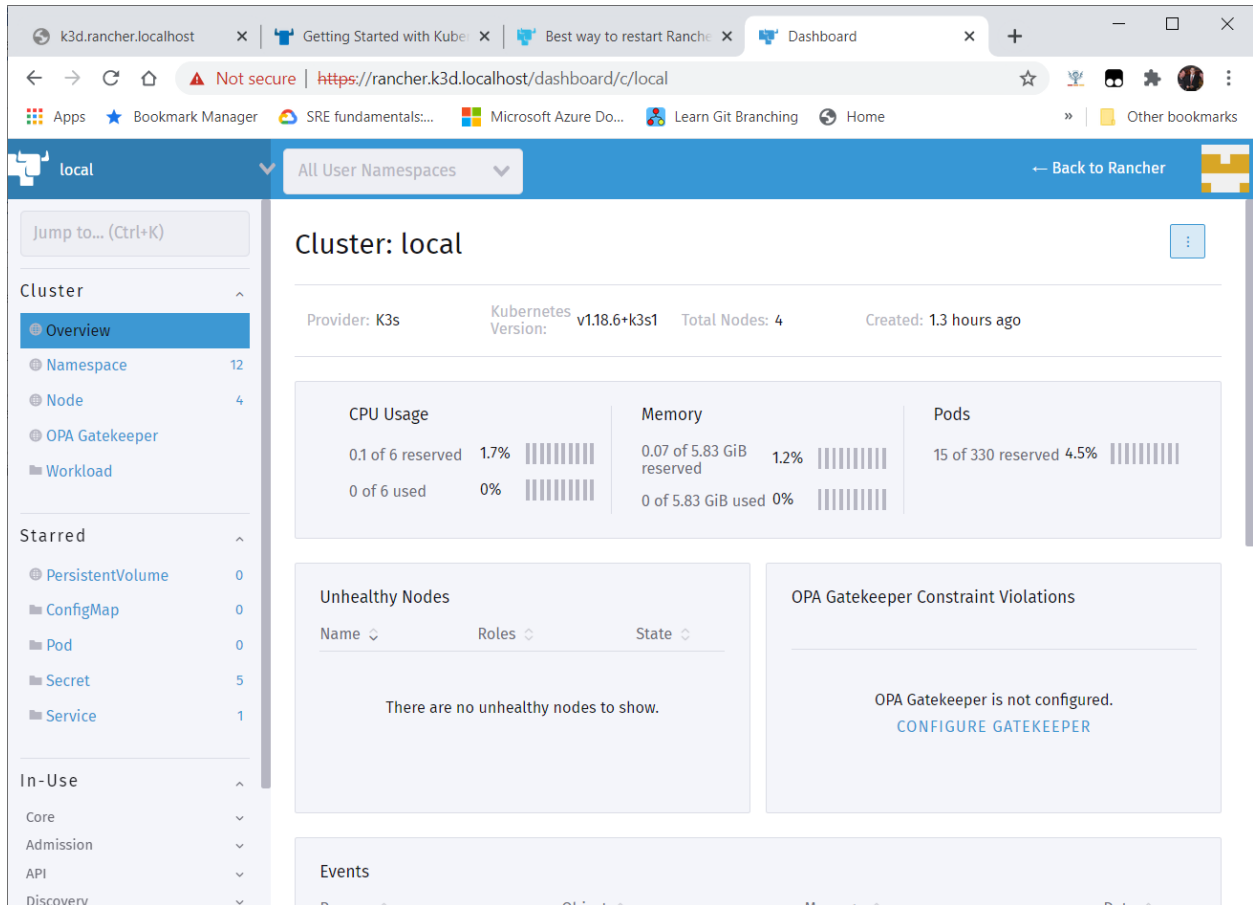 k3d.rancher.localhost
Getting Started with Kuber
Best way to restart Ranche
Dashboard
Not secure | https://rancher.k3d.localhost/dashboard/c/local
Apps
Bookmark Manager
SRE fundamentals:...
Microsoft Azure Do...
Learn Git Branching
Home
»
Other bookmarks
local
All User Namespaces
← Back to Rancher
Jump to... (Ctrl+K)
Cluster
Overview
Namespace 12
Node 4
OPA Gatekeeper
Workload
Starred
PersistentVolume 0
ConfigMap 0
Pod 0
Secret 5
Service 1
In-Use
Core
Admission
API
Discovery
Cluster: local
Provider: K3s
Kubernetes Version: v1.18.6+k3s1
Total Nodes: 4
Created: 1.3 hours ago
CPU Usage
0.1 of 6 reserved 1.7%
0 of 6 used 0%
Memory
0.07 of 5.83 GiB reserved 1.2%
0 of 5.83 GiB used 0%
Pods
15 of 330 reserved 4.5%
Unhealthy Nodes
Name Roles State
There are no unhealthy nodes to show.
OPA Gatekeeper Constraint Violations
OPA Gatekeeper is not configured.
CONFIGURE GATEKEEPER
Events